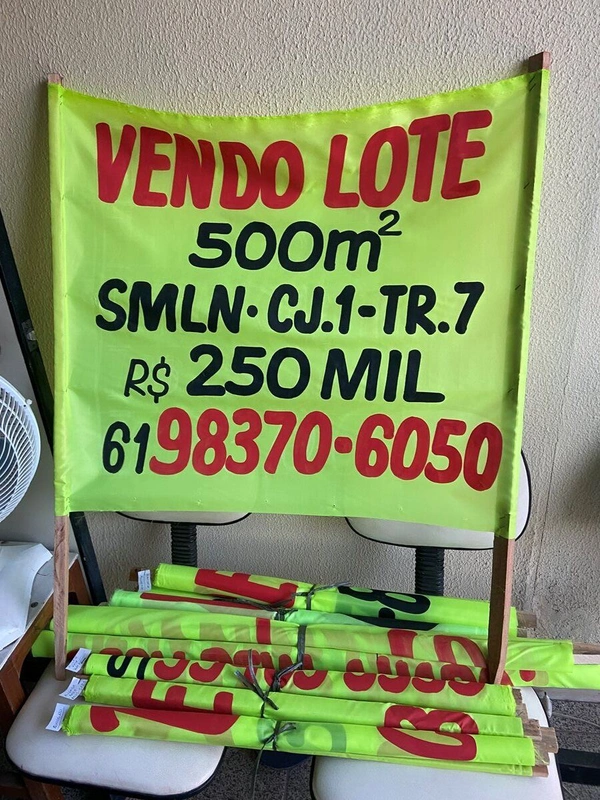 VENDO LOTE
500m²
SMLN·CJ.1-TR.7
R$ 250 MIL
61 98370-6050